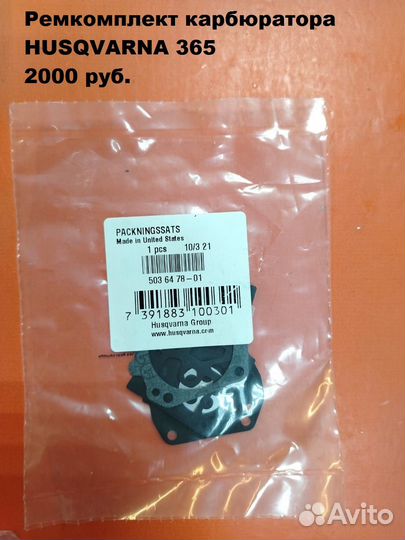 Ремкомплект карбюратора
HUSQVARNA 365
2000 руб.
PACKNINGSSATS
Made in United States
1 pcs 10/3 21
503 64 78-01
7 391883 100301
Husqvarna Group
www.husqvarna.com
Avito